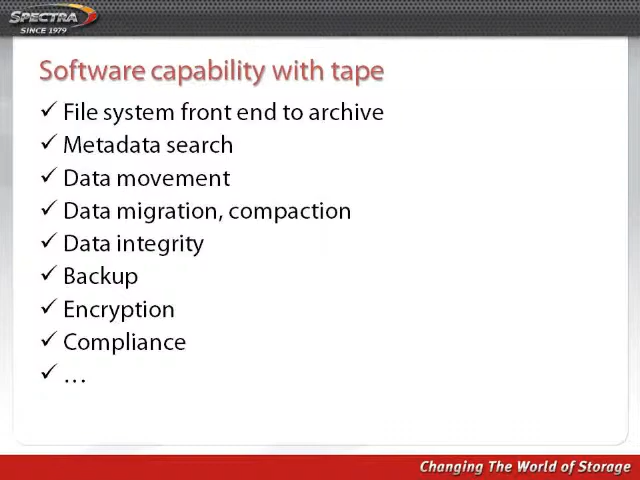 SPECTRA
SINCE 1979
Software capability with tape
✓ File system front end to archive
✓ Metadata search
✓ Data movement
✓ Data migration, compaction
✓ Data integrity
✓ Backup
✓ Encryption
✓ Compliance
✓ …
Changing The World of Storage